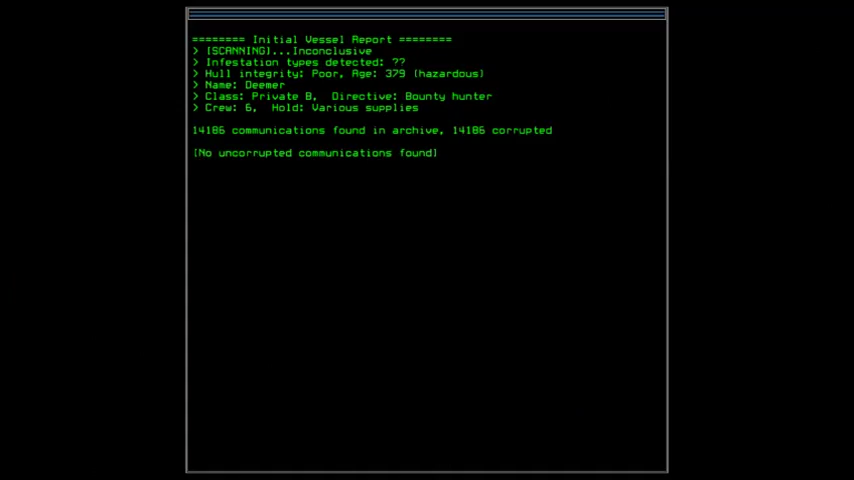 ======== Initial Vessel Report ========
> [SCANNING]...Inconclusive
> Infestation types detected: ??
> Hull integrity: Poor, Age: 379 (hazardous)
> Name: Deemer
> Class: Private B, Directive: Bounty hunter
> Crew: 6, Hold: Various supplies
14186 communications found in archive, 14186 corrupted
[No uncorrupted communications found]